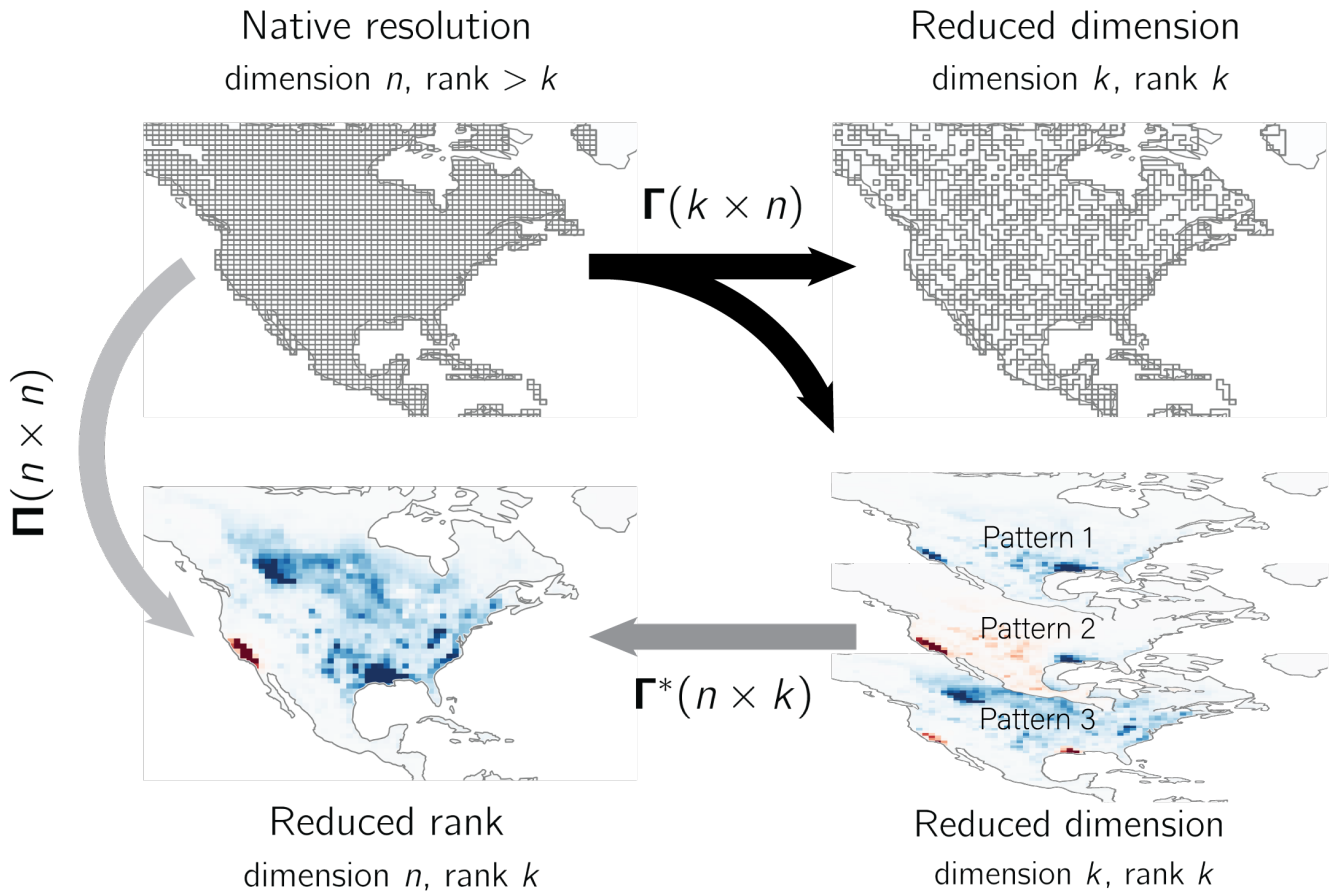 Native resolution
dimension n, rank > k
Reduced dimension
dimension k, rank k
Γ(k × n)
Π(n × n)
Pattern 1
Pattern 2
Pattern 3
Γ*(n × k)
Reduced rank
dimension n, rank k
Reduced dimension
dimension k, rank k